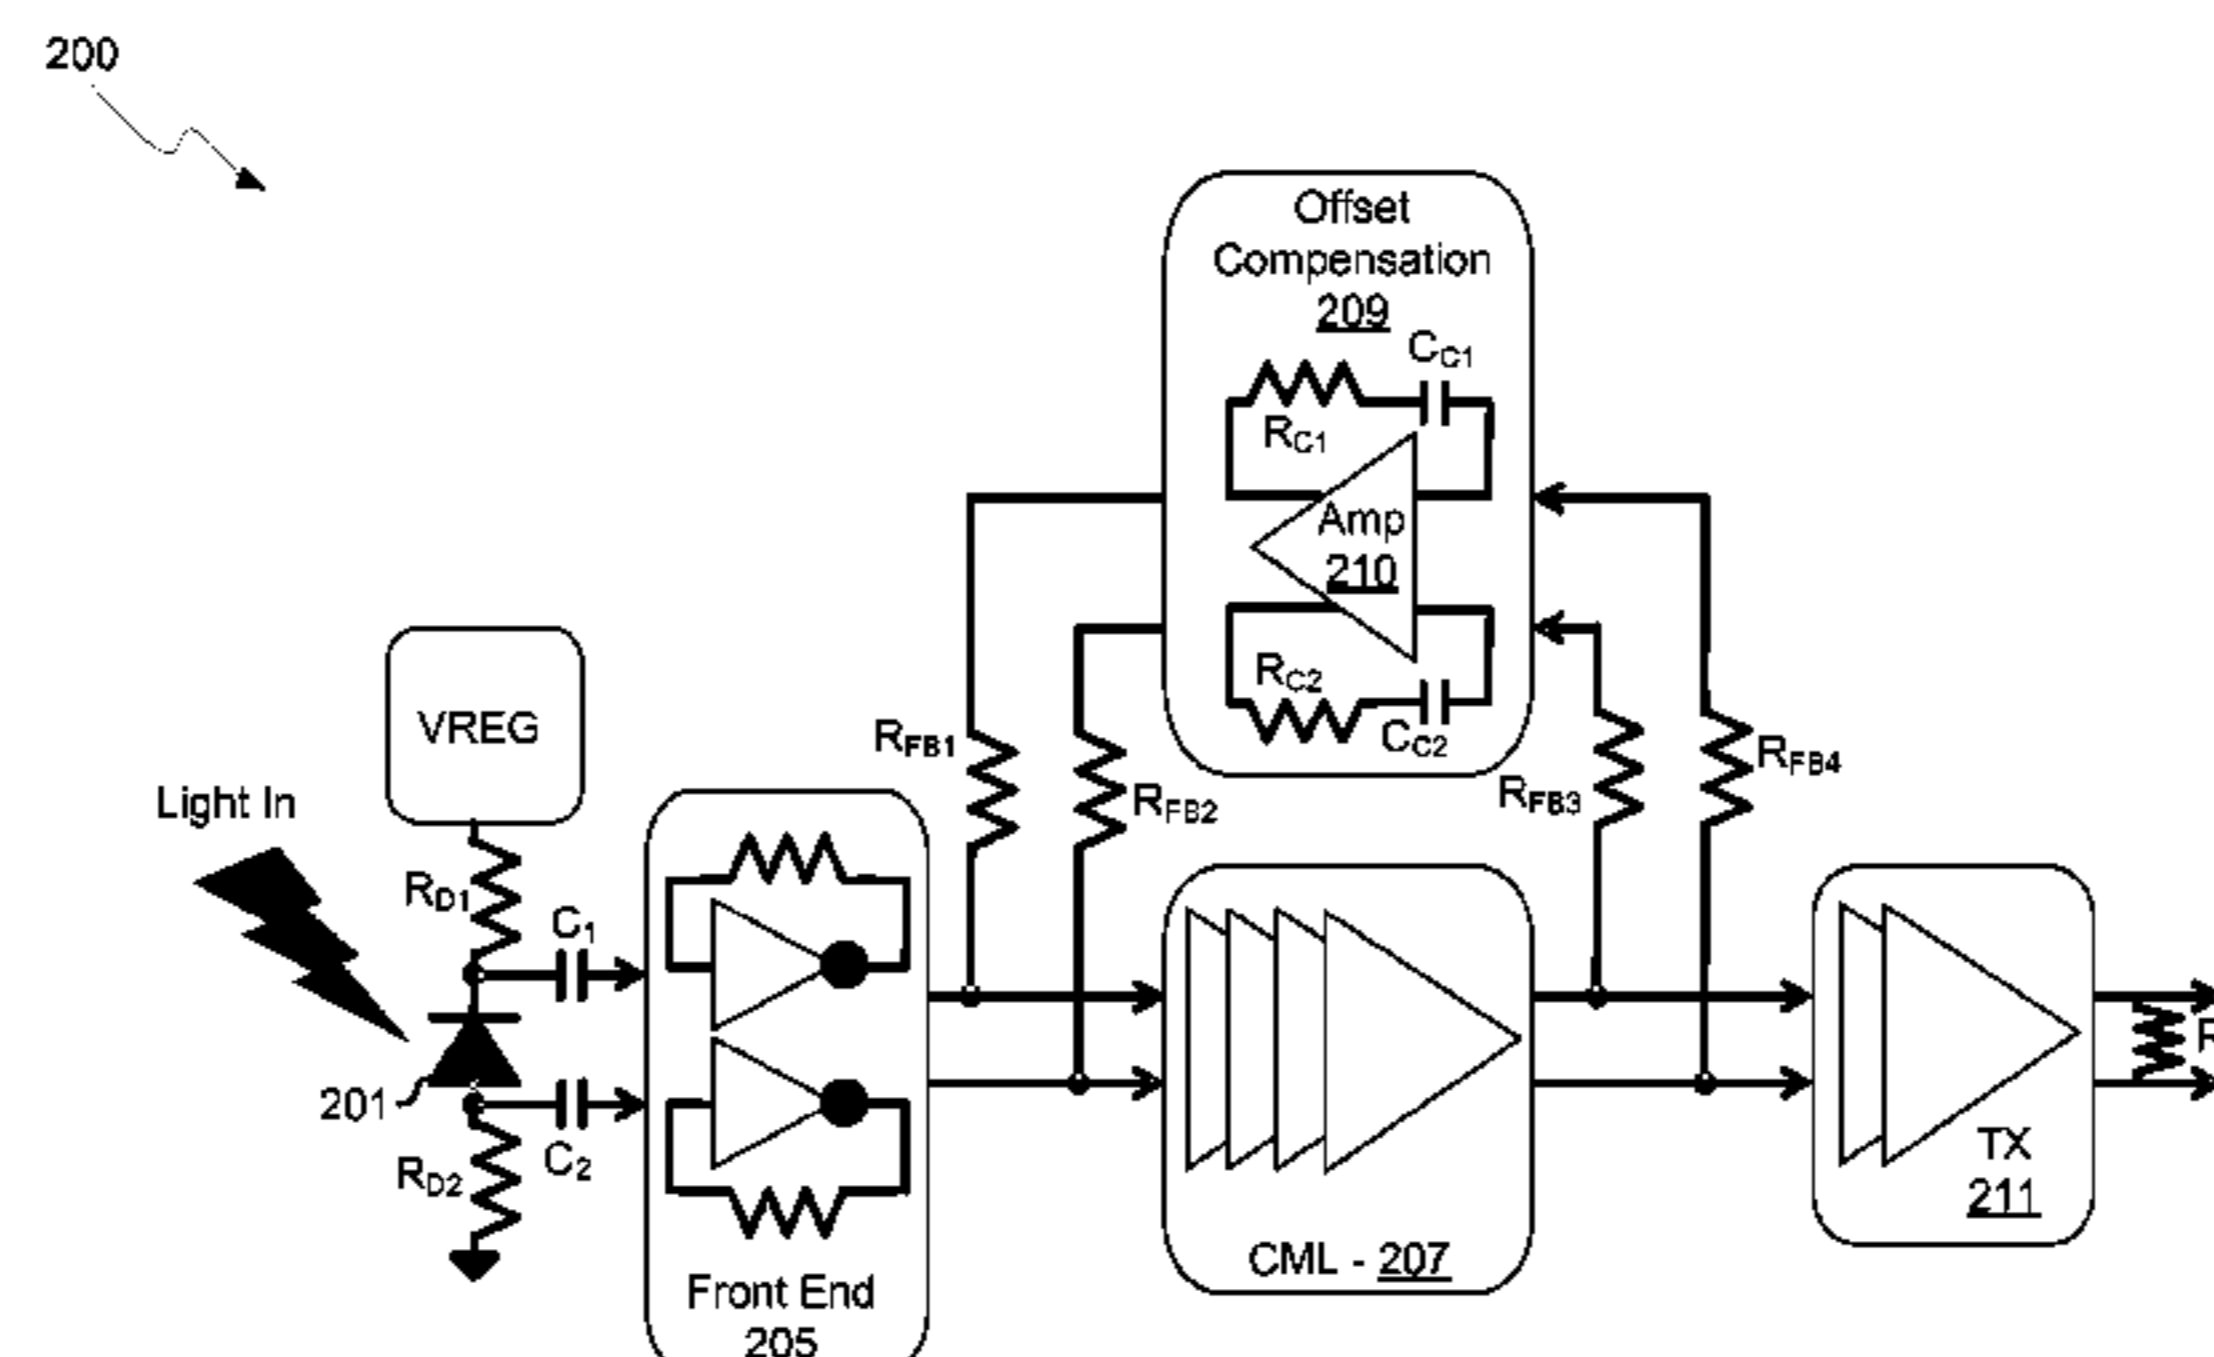 200
Offset
Compensation
209
CC1
RC1
Amp
210
RC2
CC2
VREG
RFB1
RFB2
RFB3
RFB4
Light In
RD1
C1
201
C2
RD2
Front End
205
CML - 207
TX
211
R